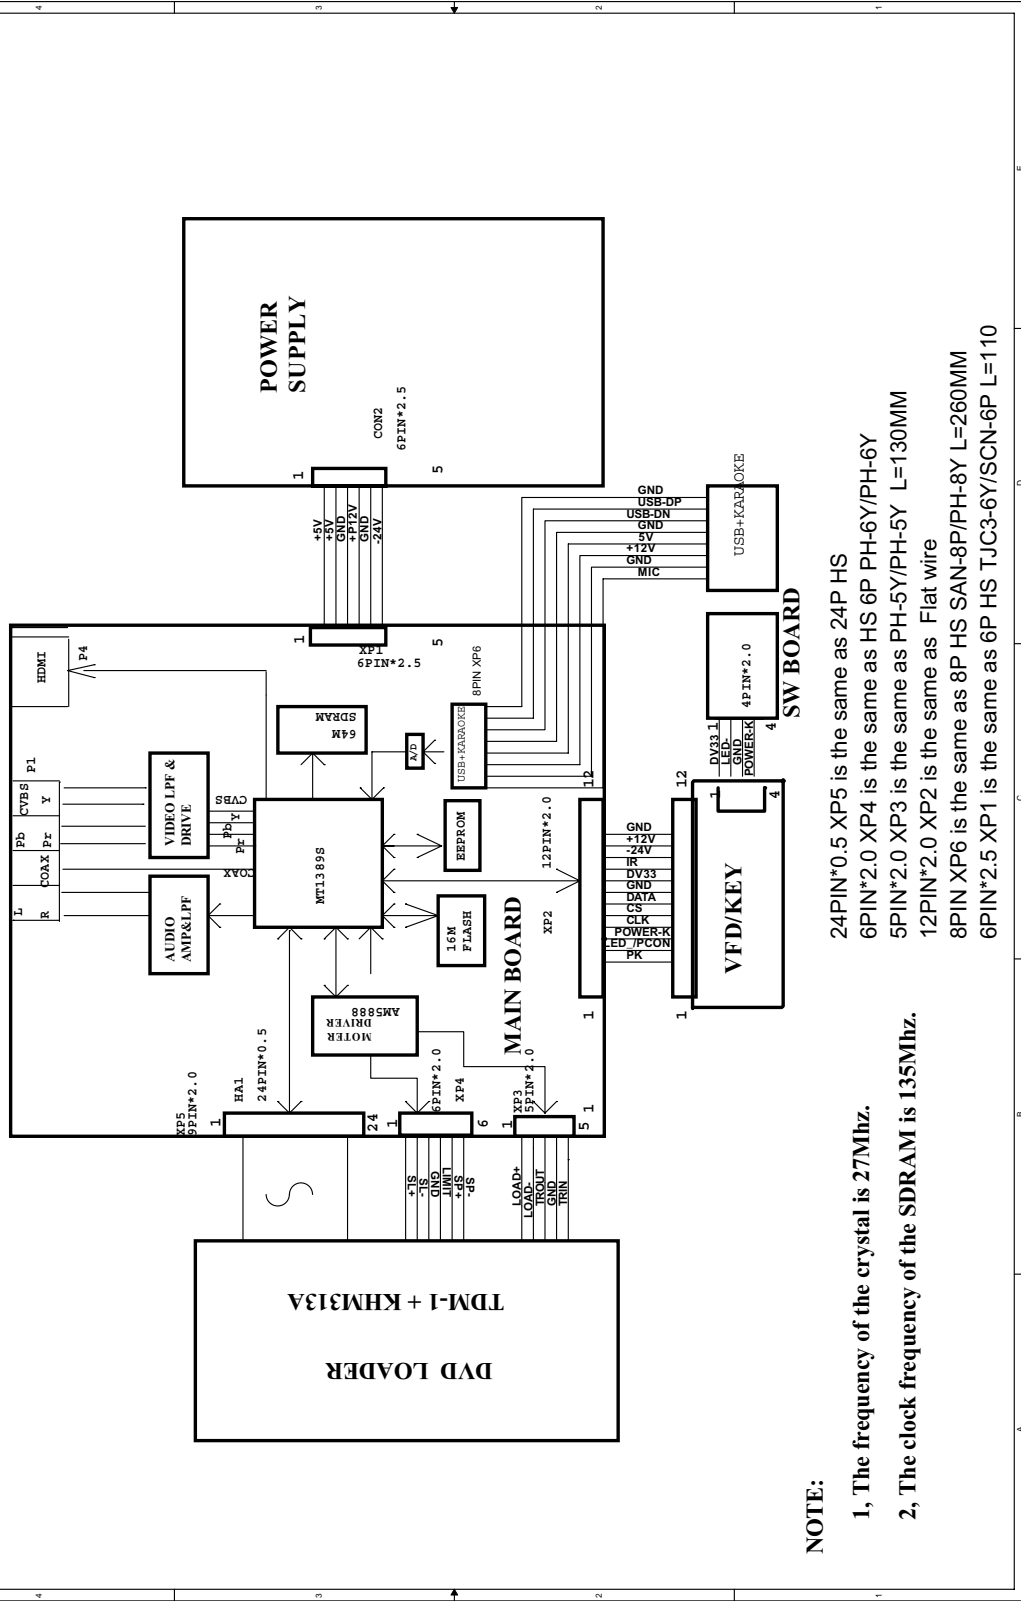 POWER
SUPPLY
CON2
6PIN*2.5
1
5
+5V
+5V
GND
+P12V
GND
-24V
1
5
XP1
6PIN*2.5
HDMI
P4
P1
CVBS
Y
Pb
Pr
COAX
L
R
VIDEO LPF &
DRIVE
AUDIO
AMP&LPF
CVBS
Y
Pb
Pr
COAX
MT1389S
64M
SDRAM
A/D
USB+KARAOKE
8PIN XP6
EEPROM
16M
FLASH
MAIN BOARD
MOTER
DRIVER
AM5888
12PIN*2.0
XP2
12
1
XP5
9PIN*2.0
HA1
24PIN*0.5
1
24
6PIN*2.0
XP4
1
6
XP3
5PIN*2.0
1
5
1
SL+
SL-
GND
LIMIT
SP+
SP-
LOAD+
LOAD-
TROUT
GND
TRIN
TDM-1 + KHM313A
DVD LOADER
GND
USB-DP
USB-DN
GND
5V
+12V
GND
MIC
USB+KARAOKE
4PIN*2.0
SW BOARD
DV33
LED-
GND
POWER-K
1
4
1
4
GND
+12V
-24V
IR
DV33
GND
DATA
CS
CLK
POWER-K
LED_/PCON
PK
12
1
VFD/KEY
24PIN*0.5 XP5 is the same as 24P HS
6PIN*2.0 XP4 is the same as HS 6P PH-6Y/PH-6Y
5PIN*2.0 XP3 is the same as PH-5Y/PH-5Y L=130MM
12PIN*2.0 XP2 is the same as Flat wire
8PIN XP6 is the same as 8P HS SAN-8P/PH-8Y L=260MM
6PIN*2.5 XP1 is the same as 6P HS TJC3-6Y/SCN-6P L=110
NOTE:
1, The frequency of the crystal is 27Mhz.
2, The clock frequency of the SDRAM is 135Mhz.
4
3
2
1
4
3
2
1
A
B
C
D